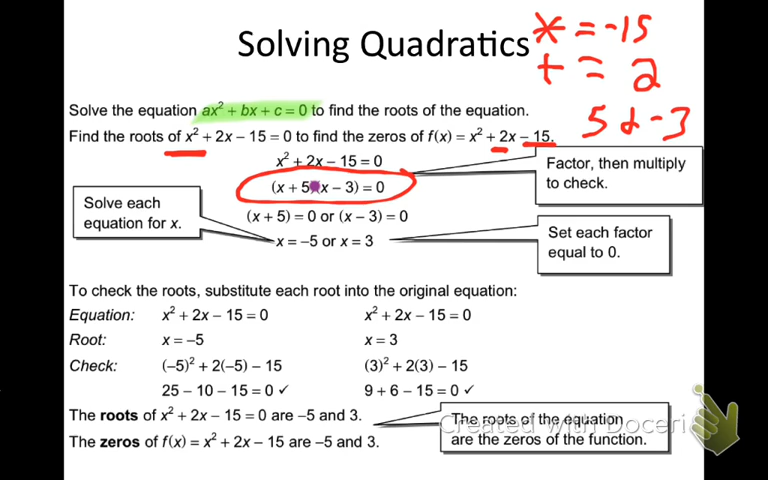 Solving Quadratics
* = -15
+ = 2
5 & -3
Solve the equation ax² + bx + c = 0 to find the roots of the equation.
Find the roots of x² + 2x − 15 = 0 to find the zeros of f(x) = x² + 2x − 15.
x² + 2x − 15 = 0
(x + 5)(x − 3) = 0
Factor, then multiply
to check.
Solve each
equation for x.
(x + 5) = 0 or (x − 3) = 0
x = −5 or x = 3
Set each factor
equal to 0.
To check the roots, substitute each root into the original equation:
Equation: x² + 2x − 15 = 0 x² + 2x − 15 = 0
Root: x = −5 x = 3
Check: (−5)² + 2(−5) − 15 (3)² + 2(3) − 15
25 − 10 − 15 = 0 ✓ 9 + 6 − 15 = 0 ✓
The roots of x² + 2x − 15 = 0 are −5 and 3.
The zeros of f(x) = x² + 2x − 15 are −5 and 3.
The roots of the equation
are the zeros of the function.
Created with Doceri